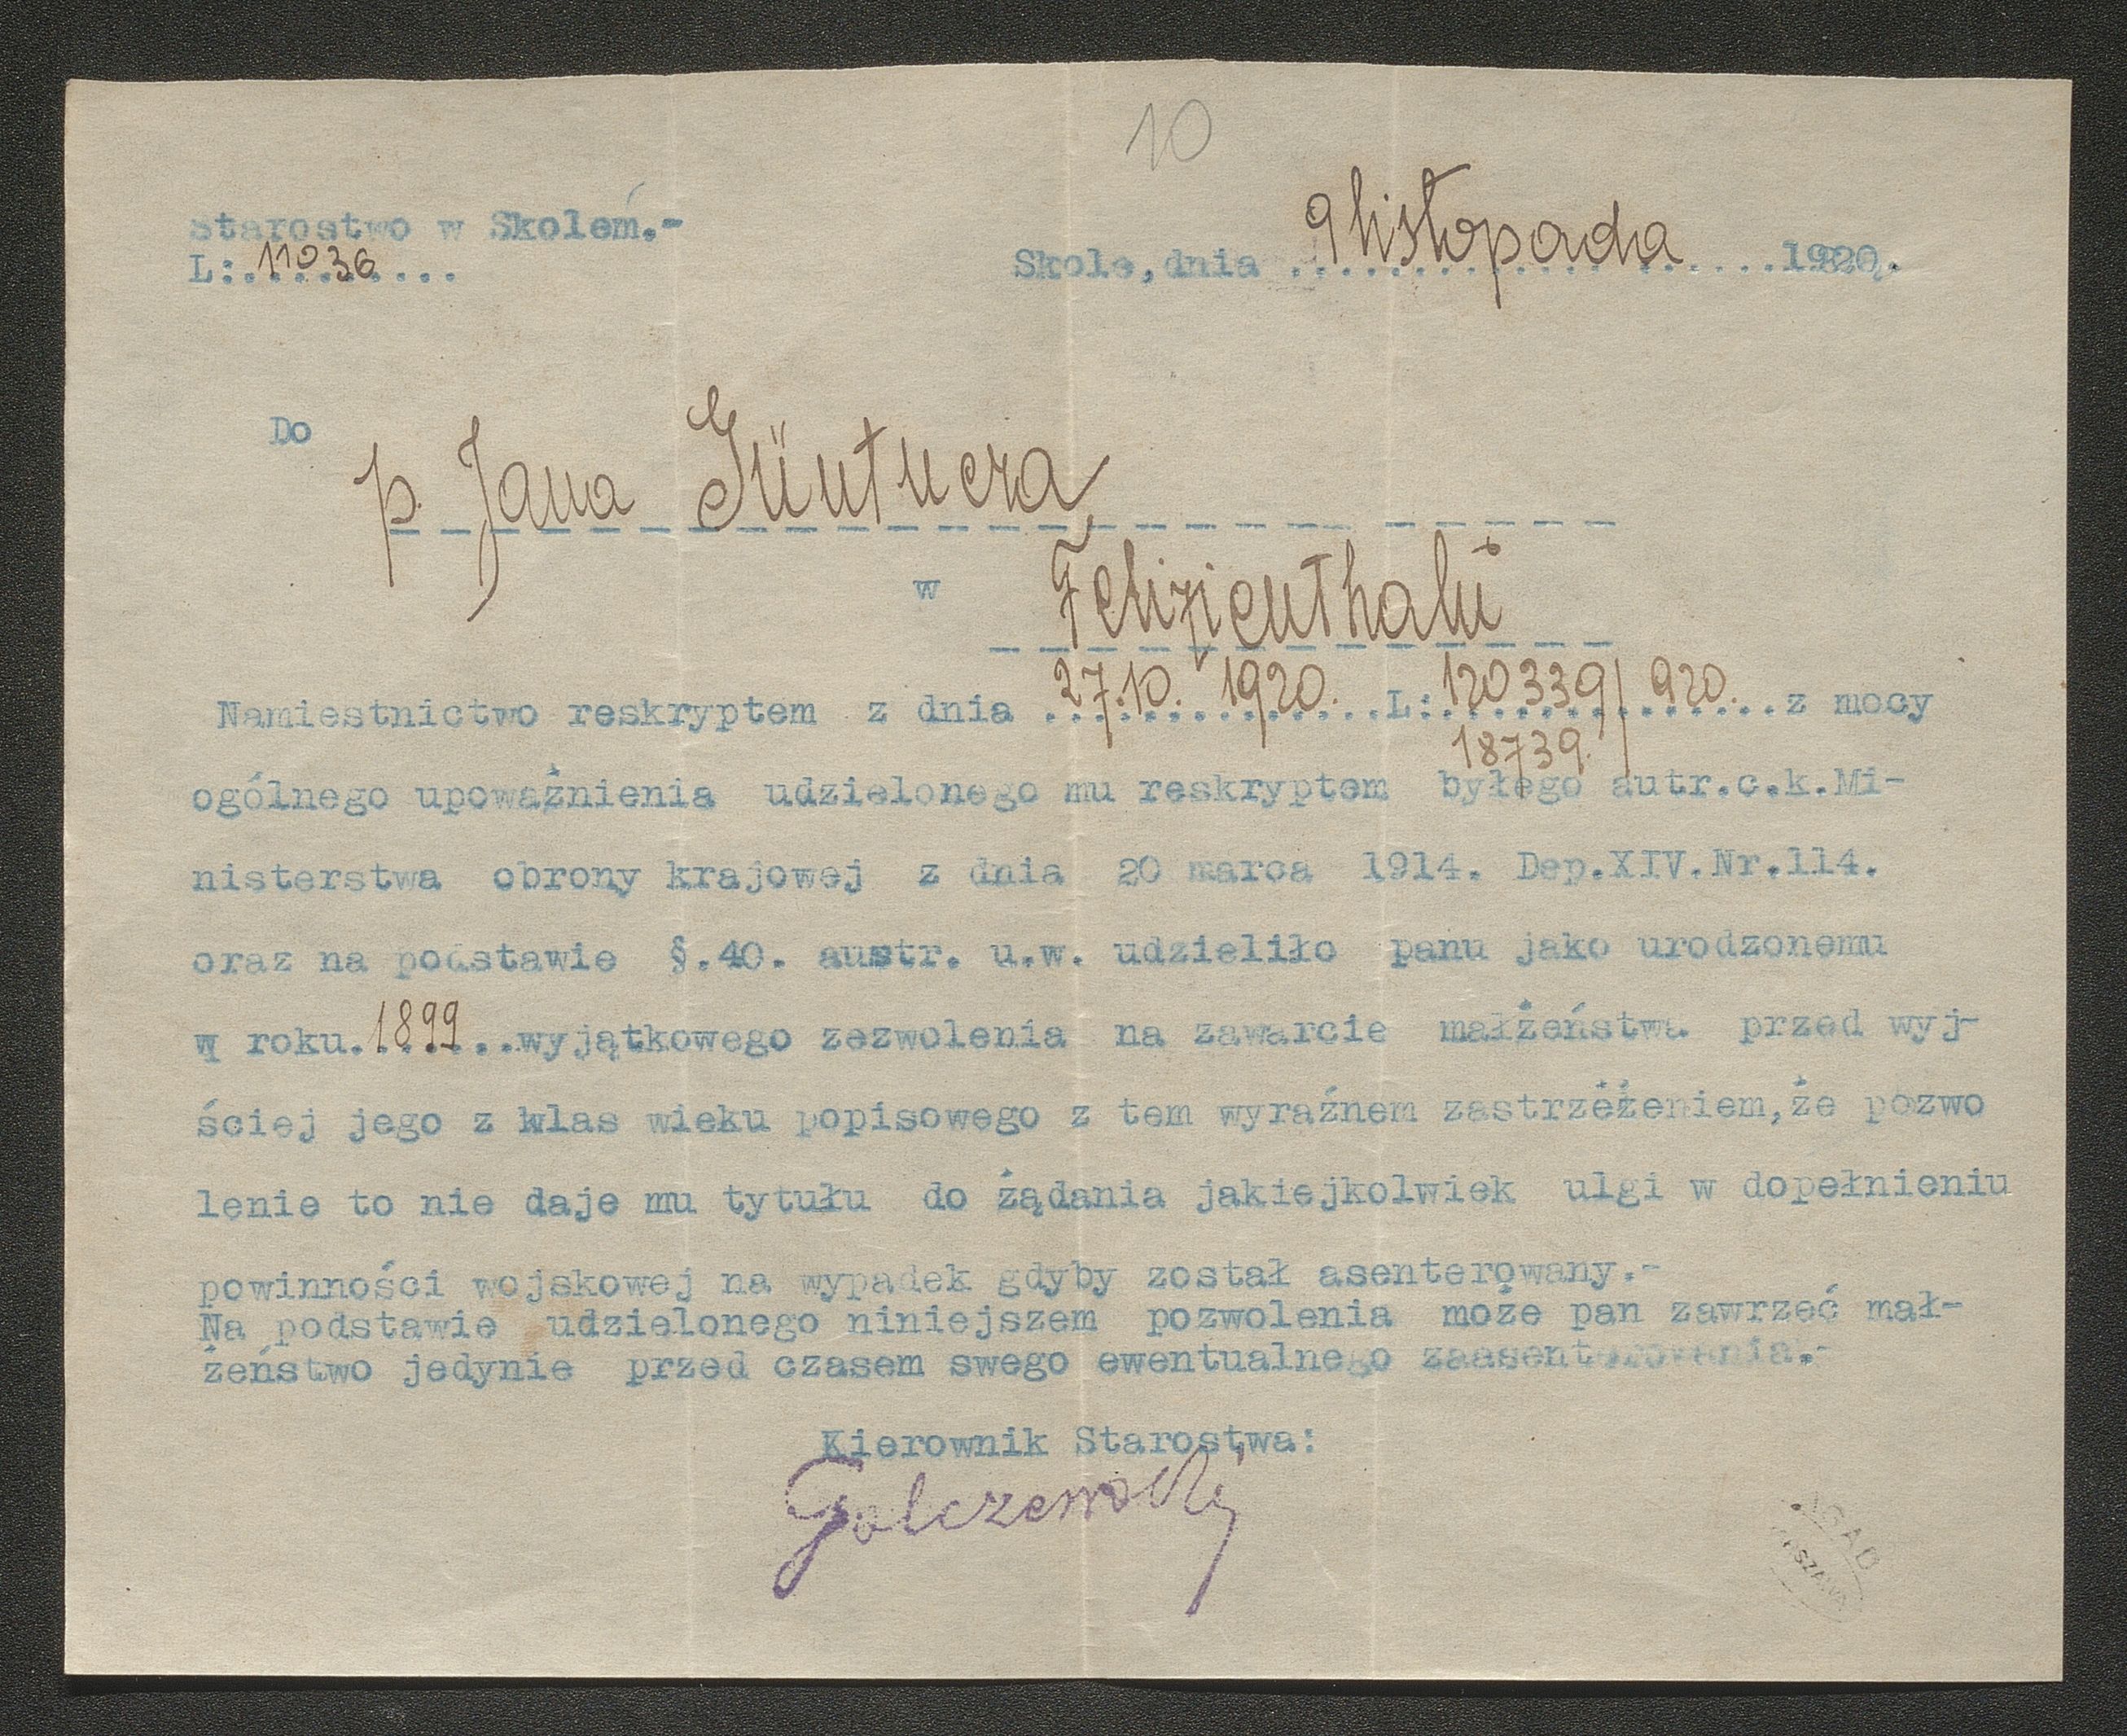 10
Starostwo w Skolem.-
L:.11036....
Skole, dnia 9 listopada 1920.
Do
p. Jana Güntnera
w Felizienthalu
Namiestnictwo reskryptem z dnia 27.10. 1920. L: 120339/920. z mocy
18739.
ogólnego upoważnienia udzielonego mu reskryptem byłego autr.c.k.Mi-
nisterstwa obrony krajowej z dnia 20 marca 1914. Dep.XIV.Nr.114.
oraz na podstawie §.40. austr. u.w. udzieliło panu jako urodzonemu
w roku.1899...wyjątkowego zezwolenia na zawarcie małżeństwa przed wyj-
ściej jego z klas wieku popisowego z tem wyraźnem zastrzeżeniem,że pozwo
lenie to nie daje mu tytułu do żądania jakiejkolwiek ulgi w dopełnieniu
powinności wojskowej na wypadek gdyby został asenterowany.-
Na podstawie udzielonego niniejszem pozwolenia może pan zawrzeć mał-
żeństwo jedynie przed czasem swego ewentualnego zaasenterowania.-
Kierownik Starostwa:
Golczewski
AGAD
WARSZAWA